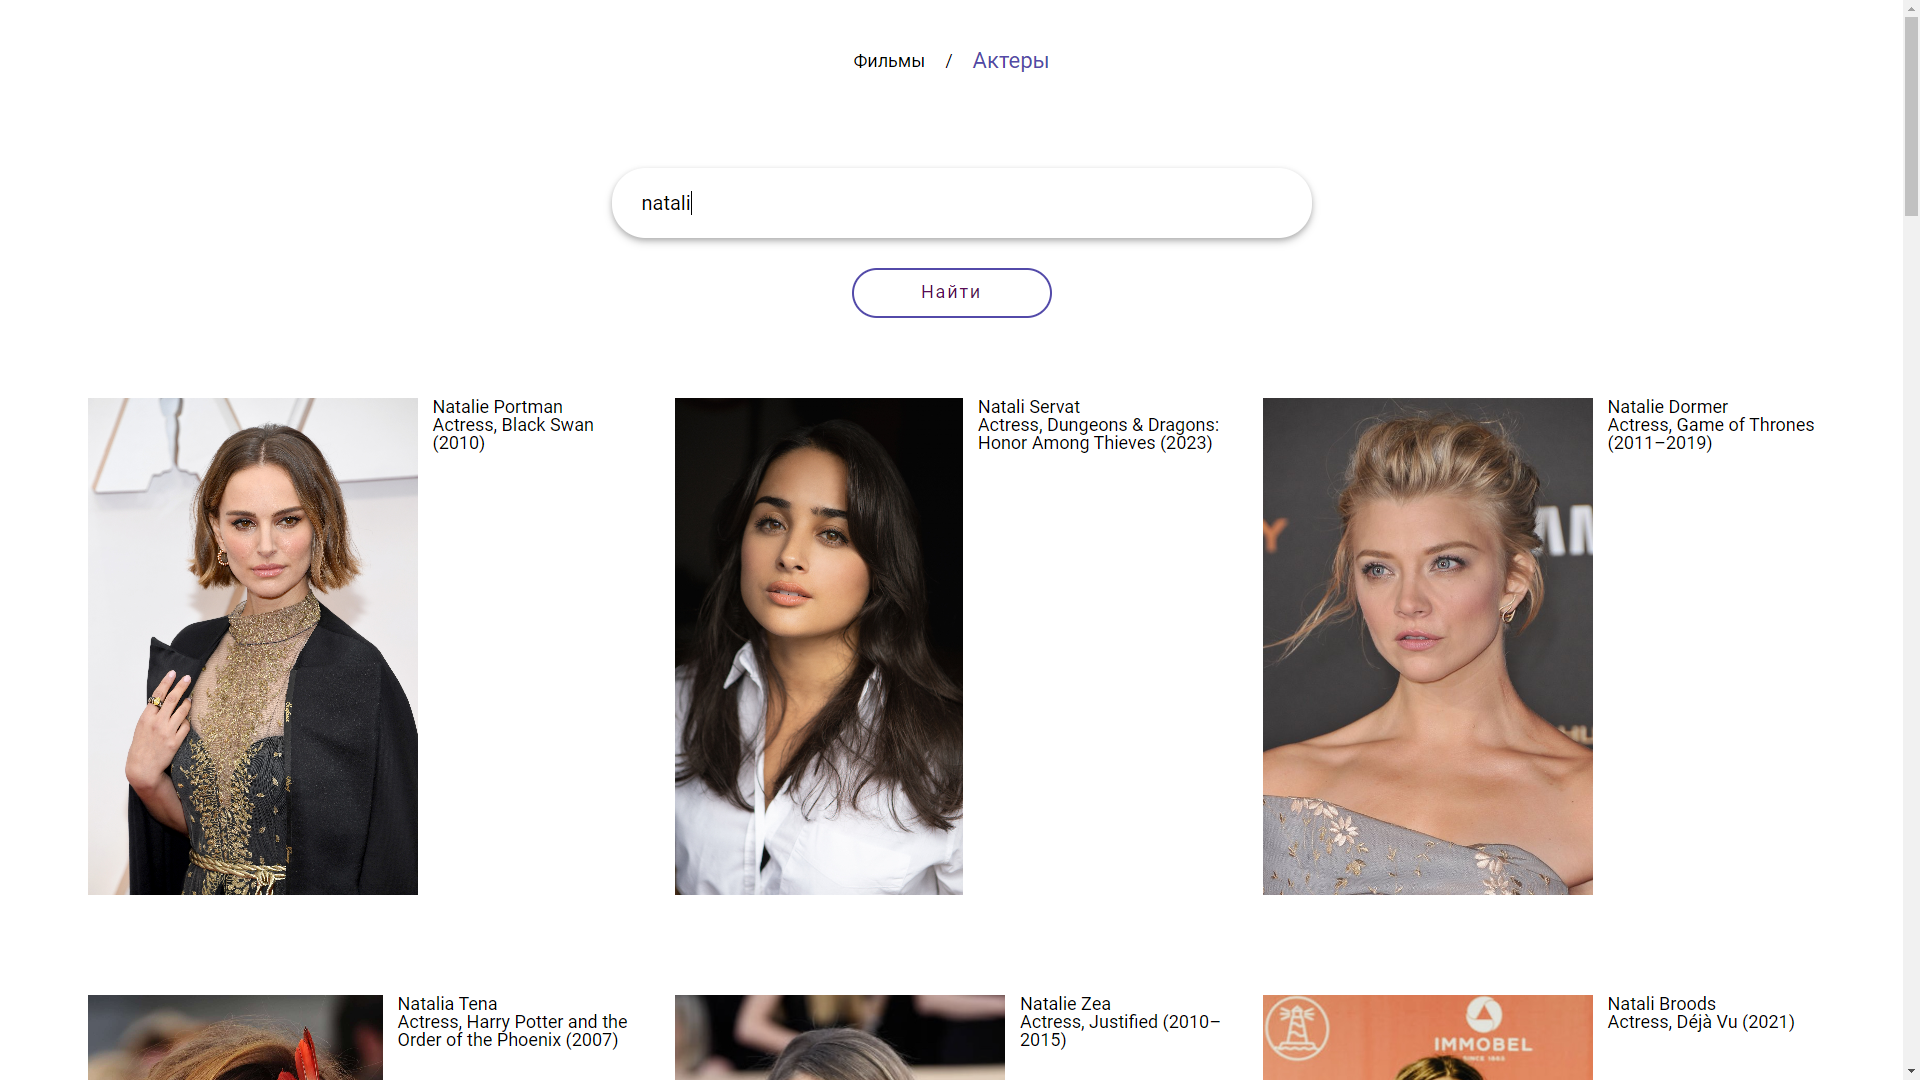 Фильмы / Актеры
natali
Найти
Natalie Portman
Actress, Black Swan
(2010)
Natali Servat
Actress, Dungeons & Dragons:
Honor Among Thieves (2023)
Natalie Dormer
Actress, Game of Thrones
(2011–2019)
Natalia Tena
Actress, Harry Potter and the
Order of the Phoenix (2007)
Natalie Zea
Actress, Justified (2010–
2015)
IMMOBEL
SINCE 1863
Natali Broods
Actress, Déjà Vu (2021)